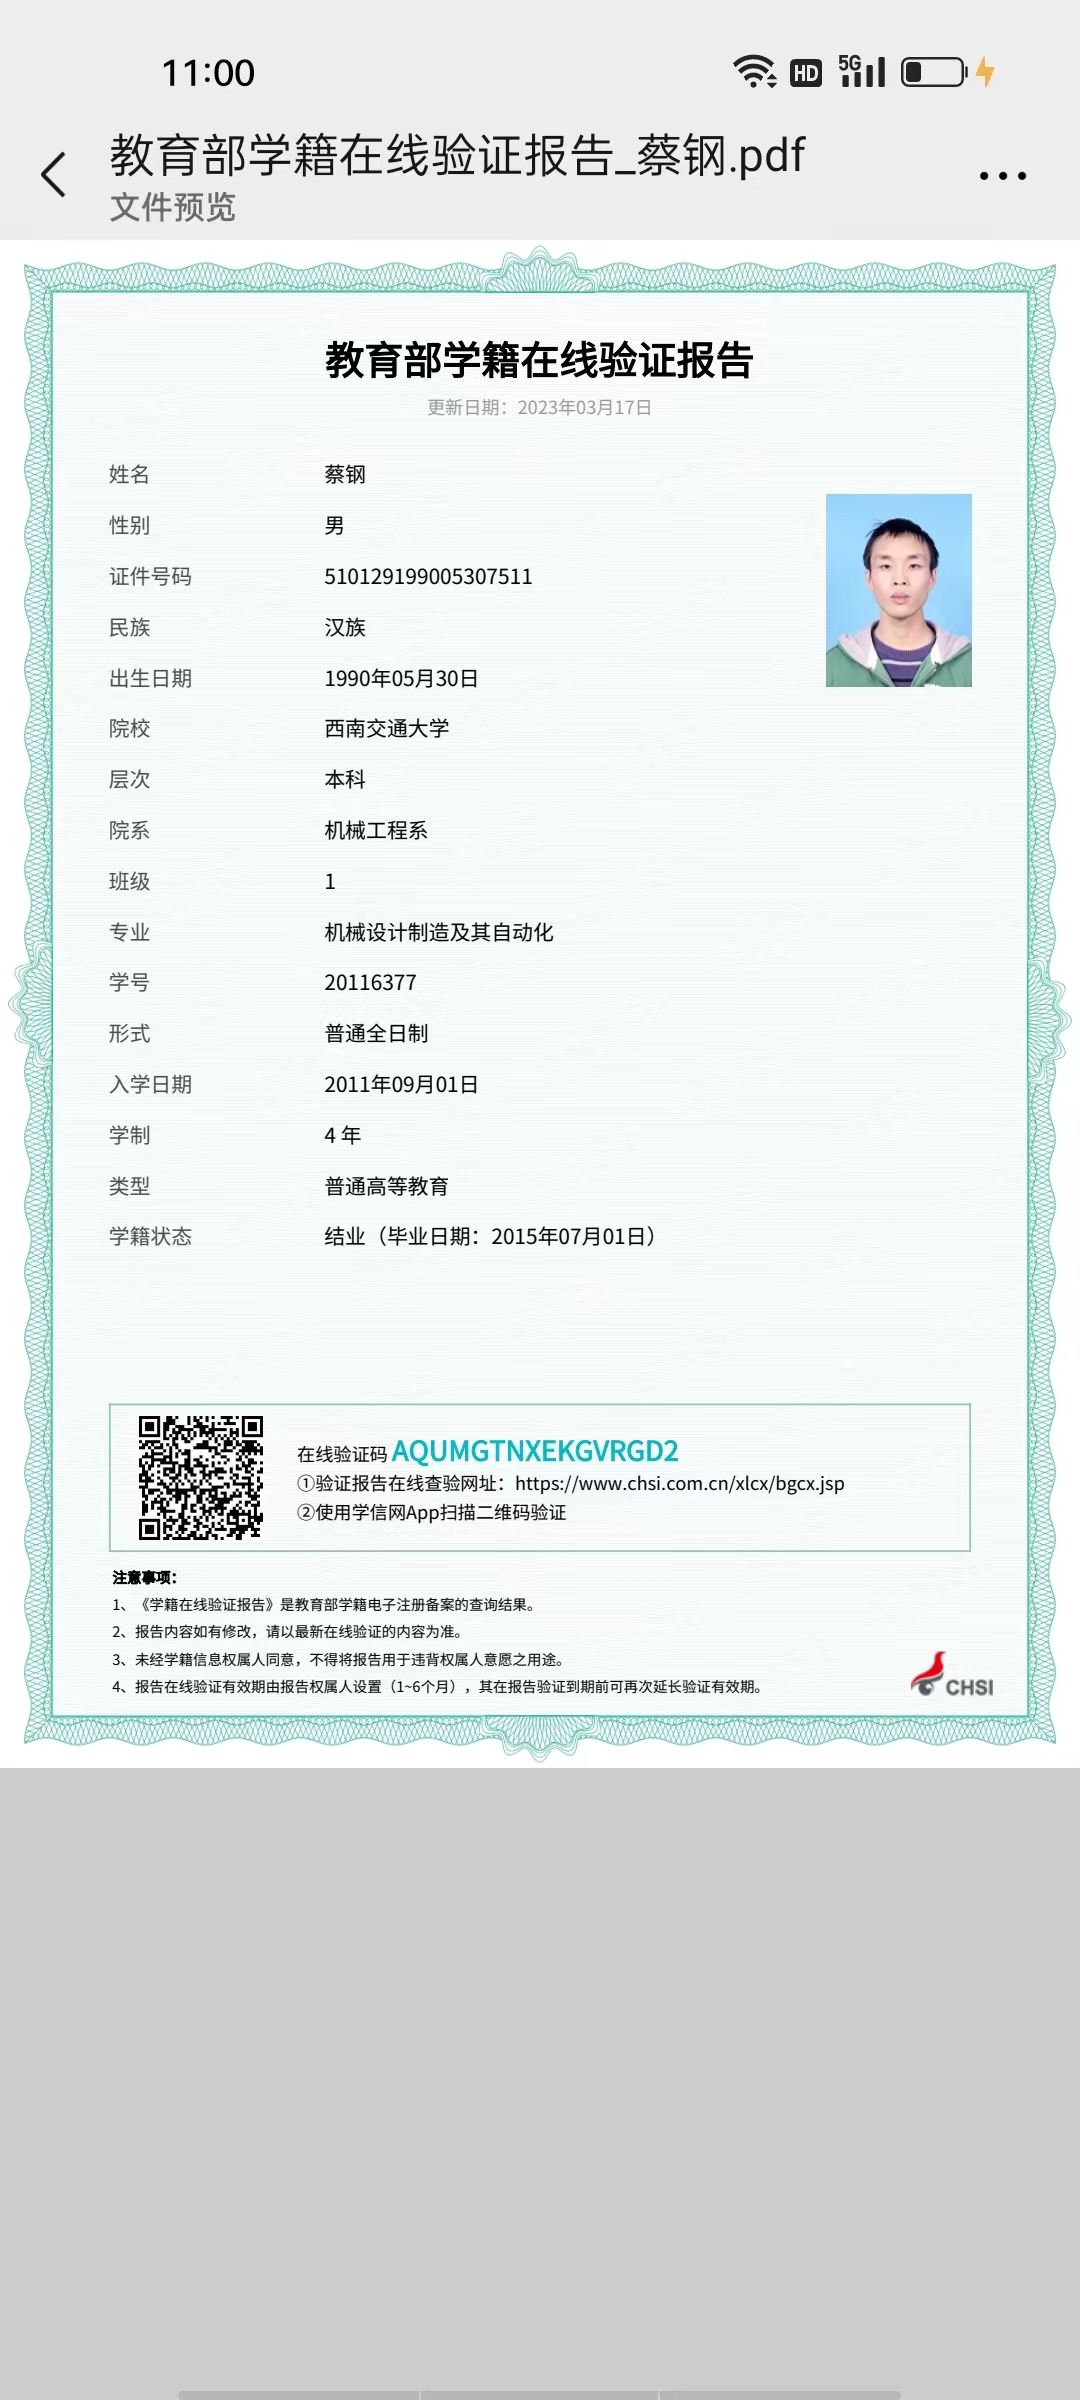 11:00
HD 5G
教育部学籍在线验证报告_蔡钢.pdf
文件预览
教育部学籍在线验证报告
更新日期：2023年03月17日
姓名 蔡钢
性别 男
证件号码 510129199005307511
民族 汉族
出生日期 1990年05月30日
院校 西南交通大学
层次 本科
院系 机械工程系
班级 1
专业 机械设计制造及其自动化
学号 20116377
形式 普通全日制
入学日期 2011年09月01日
学制 4 年
类型 普通高等教育
学籍状态 结业（毕业日期：2015年07月01日）
在线验证码 AQUMGTNXEKGVRGD2
①验证报告在线查验网址：https://www.chsi.com.cn/xlcx/bgcx.jsp
②使用学信网App扫描二维码验证
注意事项：
1、《学籍在线验证报告》是教育部学籍电子注册备案的查询结果。
2、报告内容如有修改，请以最新在线验证的内容为准。
3、未经学籍信息权属人同意，不得将报告用于违背权属人意愿之用途。
4、报告在线验证有效期由报告权属人设置（1~6个月），其在报告验证到期前可再次延长验证有效期。
CHSI